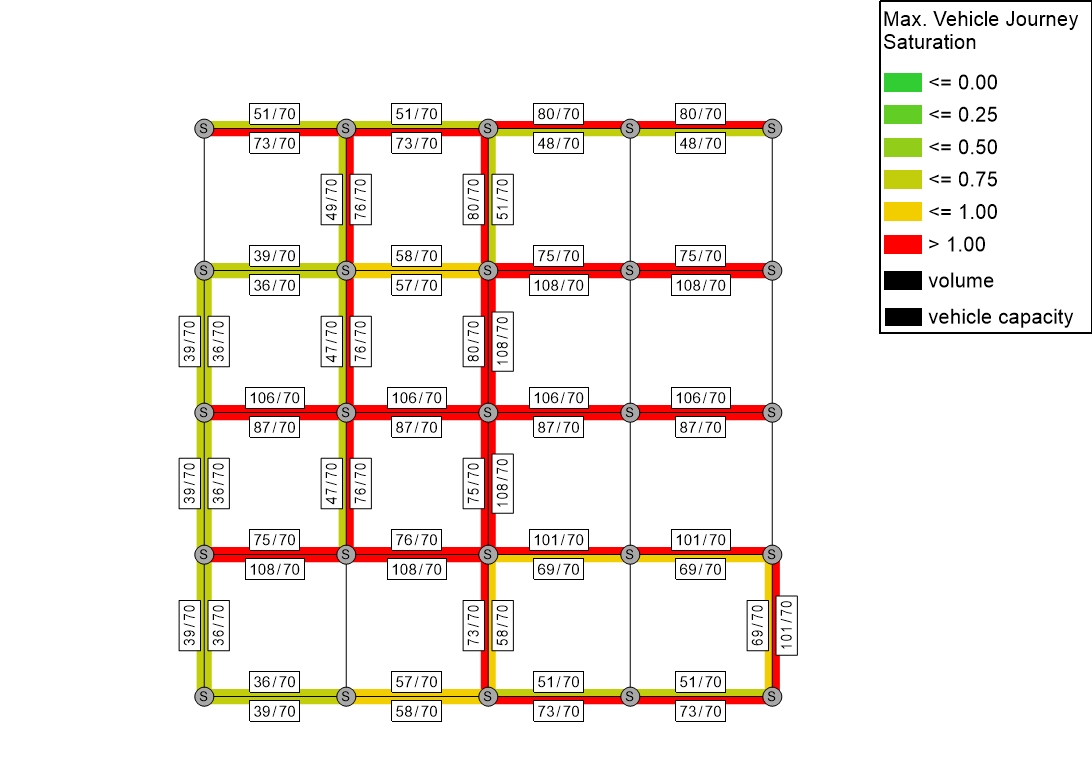 Max. Vehicle Journey
Saturation
<= 0.00
<= 0.25
<= 0.50
<= 0.75
<= 1.00
> 1.00
volume
vehicle capacity
51/70 51/70 80/70 80/70
S S S S S
73/70 73/70 48/70 48/70
49/70 76/70 80/70 51/70
39/70 58/70 75/70 75/70
S S S S S
36/70 57/70 108/70 108/70
39/70 36/70 47/70 76/70 80/70 108/70
106/70 106/70 106/70 106/70
S S S S S
87/70 87/70 87/70 87/70
39/70 36/70 47/70 76/70 75/70 108/70
75/70 76/70 101/70 101/70
S S S S S
108/70 108/70 69/70 69/70
39/70 36/70 73/70 58/70 69/70 101/70
36/70 57/70 51/70 51/70
S S S S S
39/70 58/70 73/70 73/70